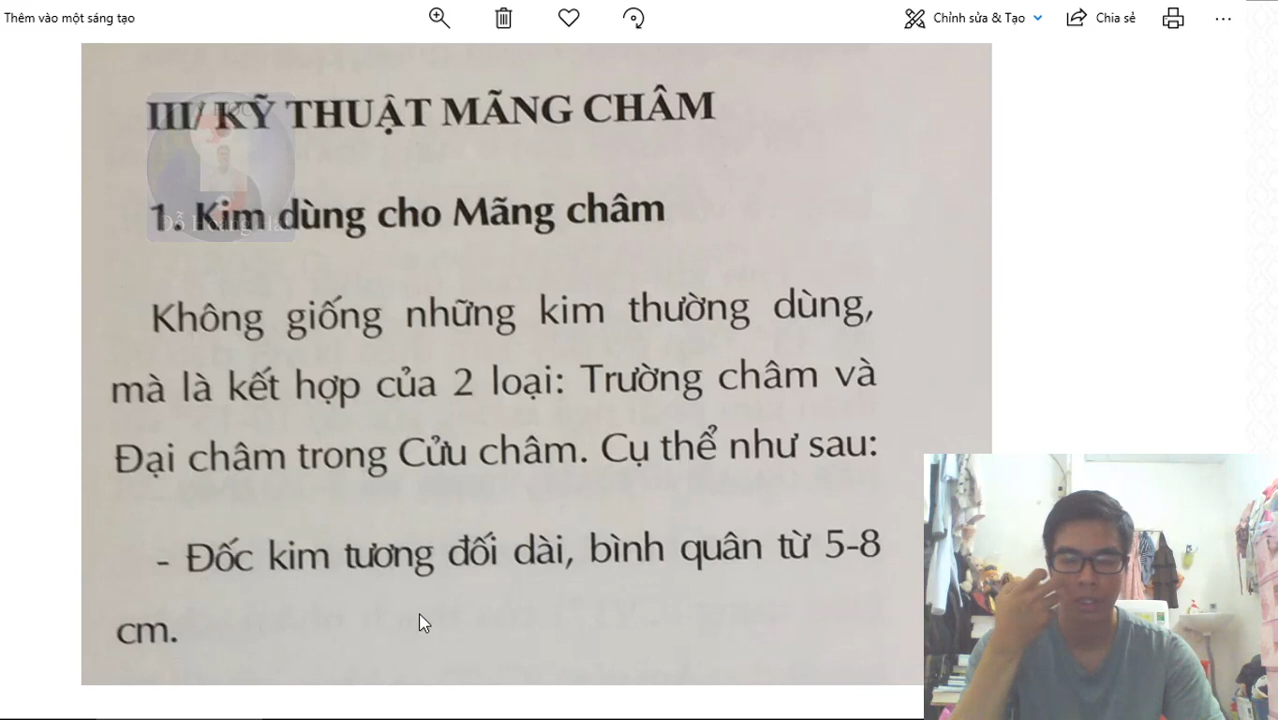 Thêm vào một sáng tạo
Chỉnh sửa & Tạo
Chia sẻ
III/ KỸ THUẬT MÃNG CHÂM
1. Kim dùng cho Mãng châm
Không giống những kim thường dùng,
mà là kết hợp của 2 loại: Trường châm và
Đại châm trong Cửu châm. Cụ thể như sau:
- Đốc kim tương đối dài, bình quân từ 5-8
cm.